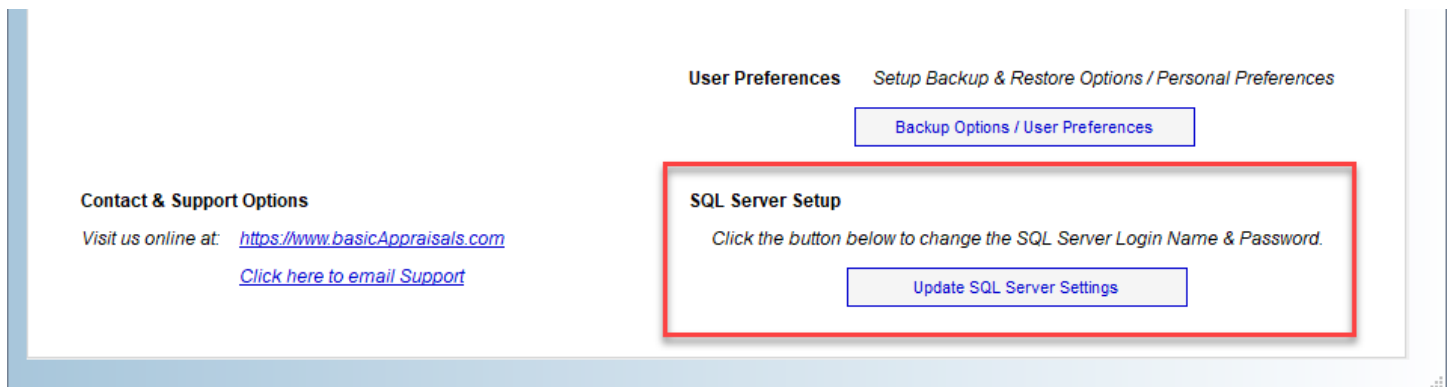 User Preferences Setup Backup & Restore Options / Personal Preferences
Backup Options / User Preferences
Contact & Support Options
Visit us online at: https://www.basicAppraisals.com
Click here to email Support
SQL Server Setup
Click the button below to change the SQL Server Login Name & Password.
Update SQL Server Settings